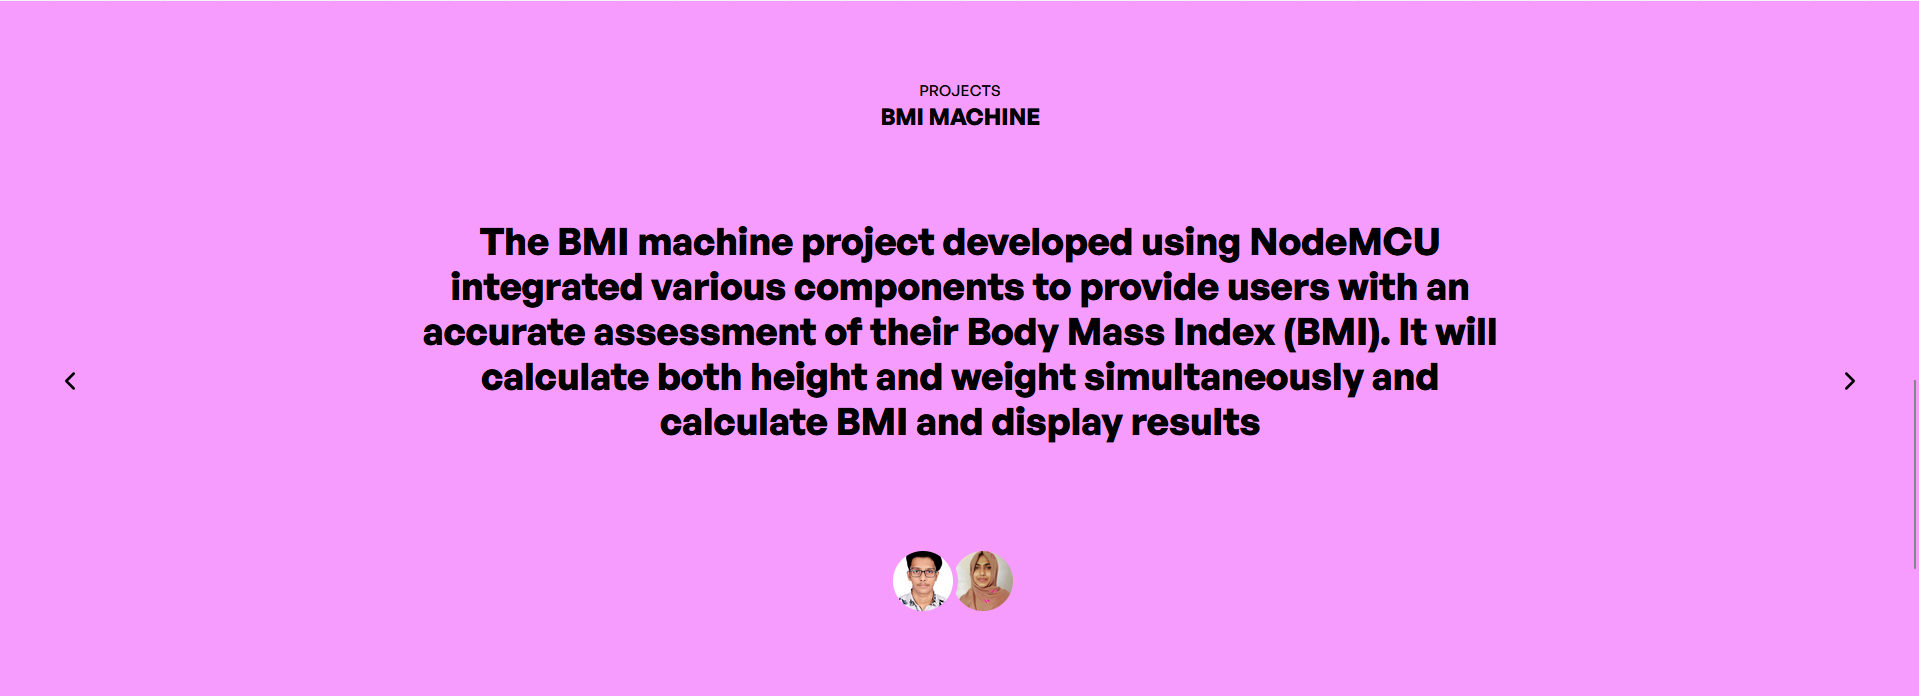 PROJECTS
BMI MACHINE
The BMI machine project developed using NodeMCU
integrated various components to provide users with an
accurate assessment of their Body Mass Index (BMI). It will
calculate both height and weight simultaneously and
calculate BMI and display results